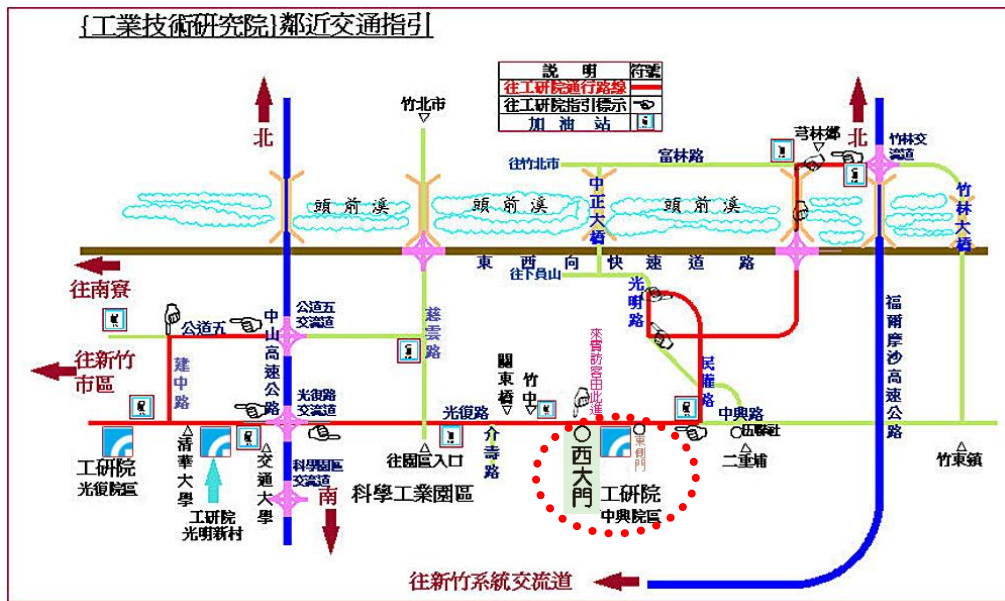 {工業技術研究院}鄰近交通指引
說 明 符號
往工研院通行路線
往工研院指引標示
加 油 站
北
竹北市
芎林鄉
北
竹林交
流道
往竹北市
富林路
中正大橋
竹林大橋
頭前溪
頭前溪
頭前溪
東西向快速道路
往南寮
往下員山
光明路
公道五
公道五
交流道
中山高速公路
慈雲路
福爾摩沙高速公路
往新竹
市區
建中路
來賓訪客由此進
關東橋
竹中
民權路
光復路
交流道
光復路
中興路
介壽路
伍聯社
工研院
光復院區
清華大學
交通大學
科學園區
交流道
往園區入口
西大門
東側門
二重埔
竹東鎮
工研院
光明新村
南
科學工業園區
工研院
中興院區
往新竹系統交流道